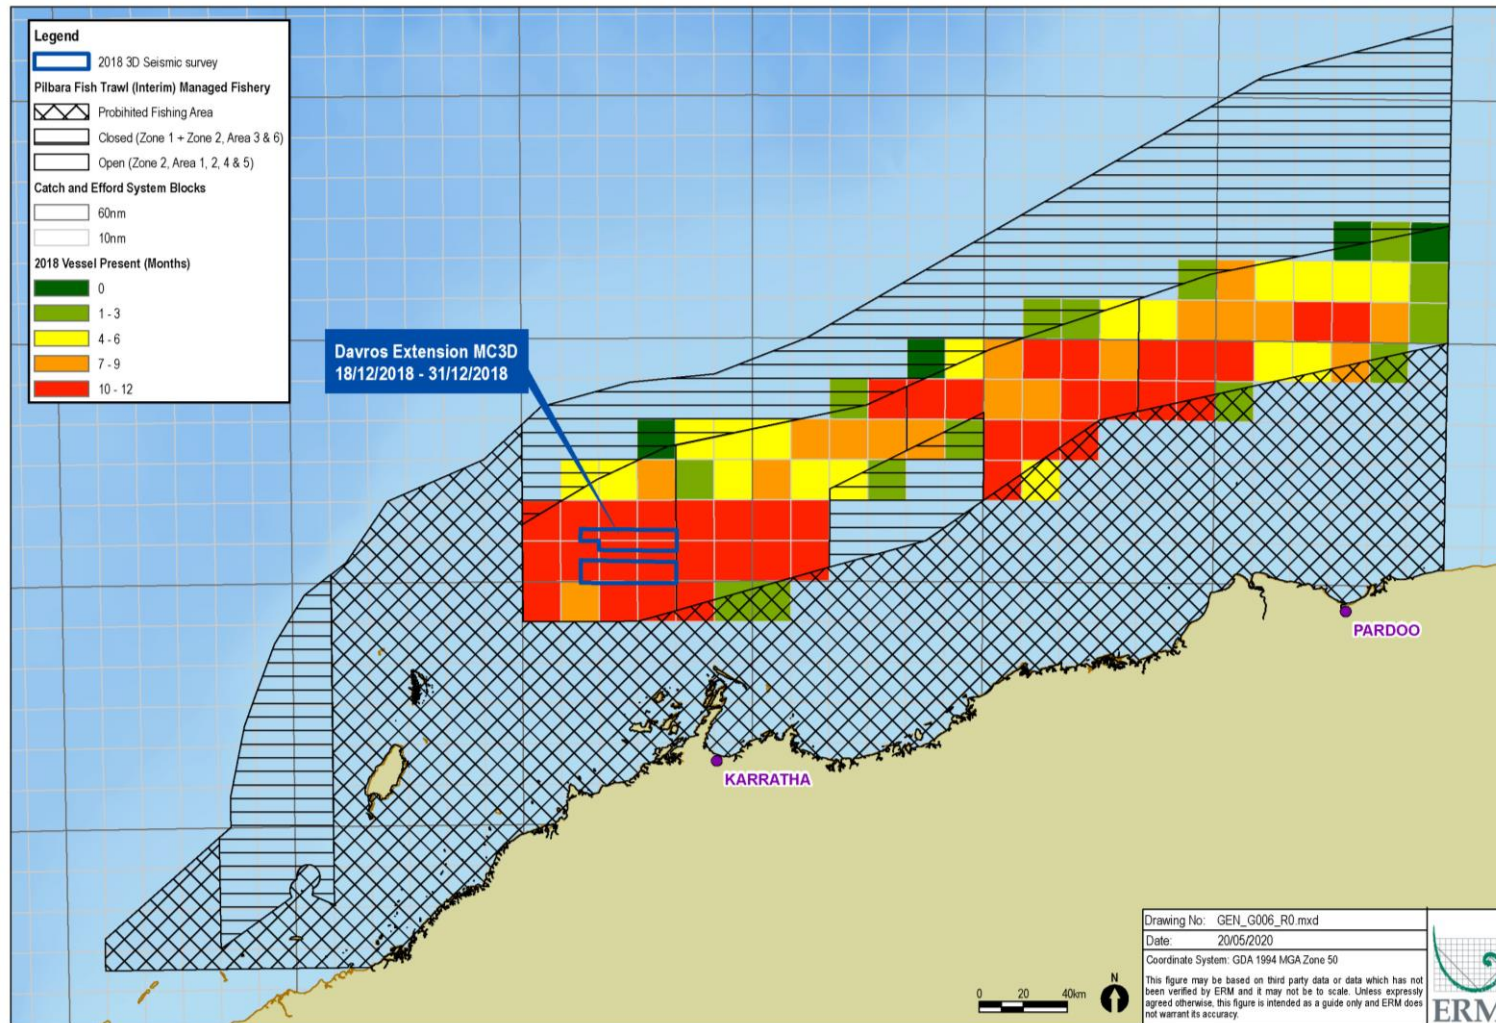 Legend
2018 3D Seismic survey
Pilbara Fish Trawl (Interim) Managed Fishery
Probihited Fishing Area
Closed (Zone 1 + Zone 2, Area 3 & 6)
Open (Zone 2, Area 1, 2, 4 & 5)
Catch and Efford System Blocks
60nm
10nm
2018 Vessel Present (Months)
0
1 - 3
4 - 6
7 - 9
10 - 12
Davros Extension MC3D
18/12/2018 - 31/12/2018
PARDOO
KARRATHA
0 20 40km
N
Drawing No: GEN_G006_R0.mxd
Date: 20/05/2020
Coordinate System: GDA 1994 MGA Zone 50
This figure may be based on third party data or data which has not
been verified by ERM and it may not be to scale. Unless expressly
agreed otherwise, this figure is intended as a guide only and ERM does
not warrant its accuracy.
ERM